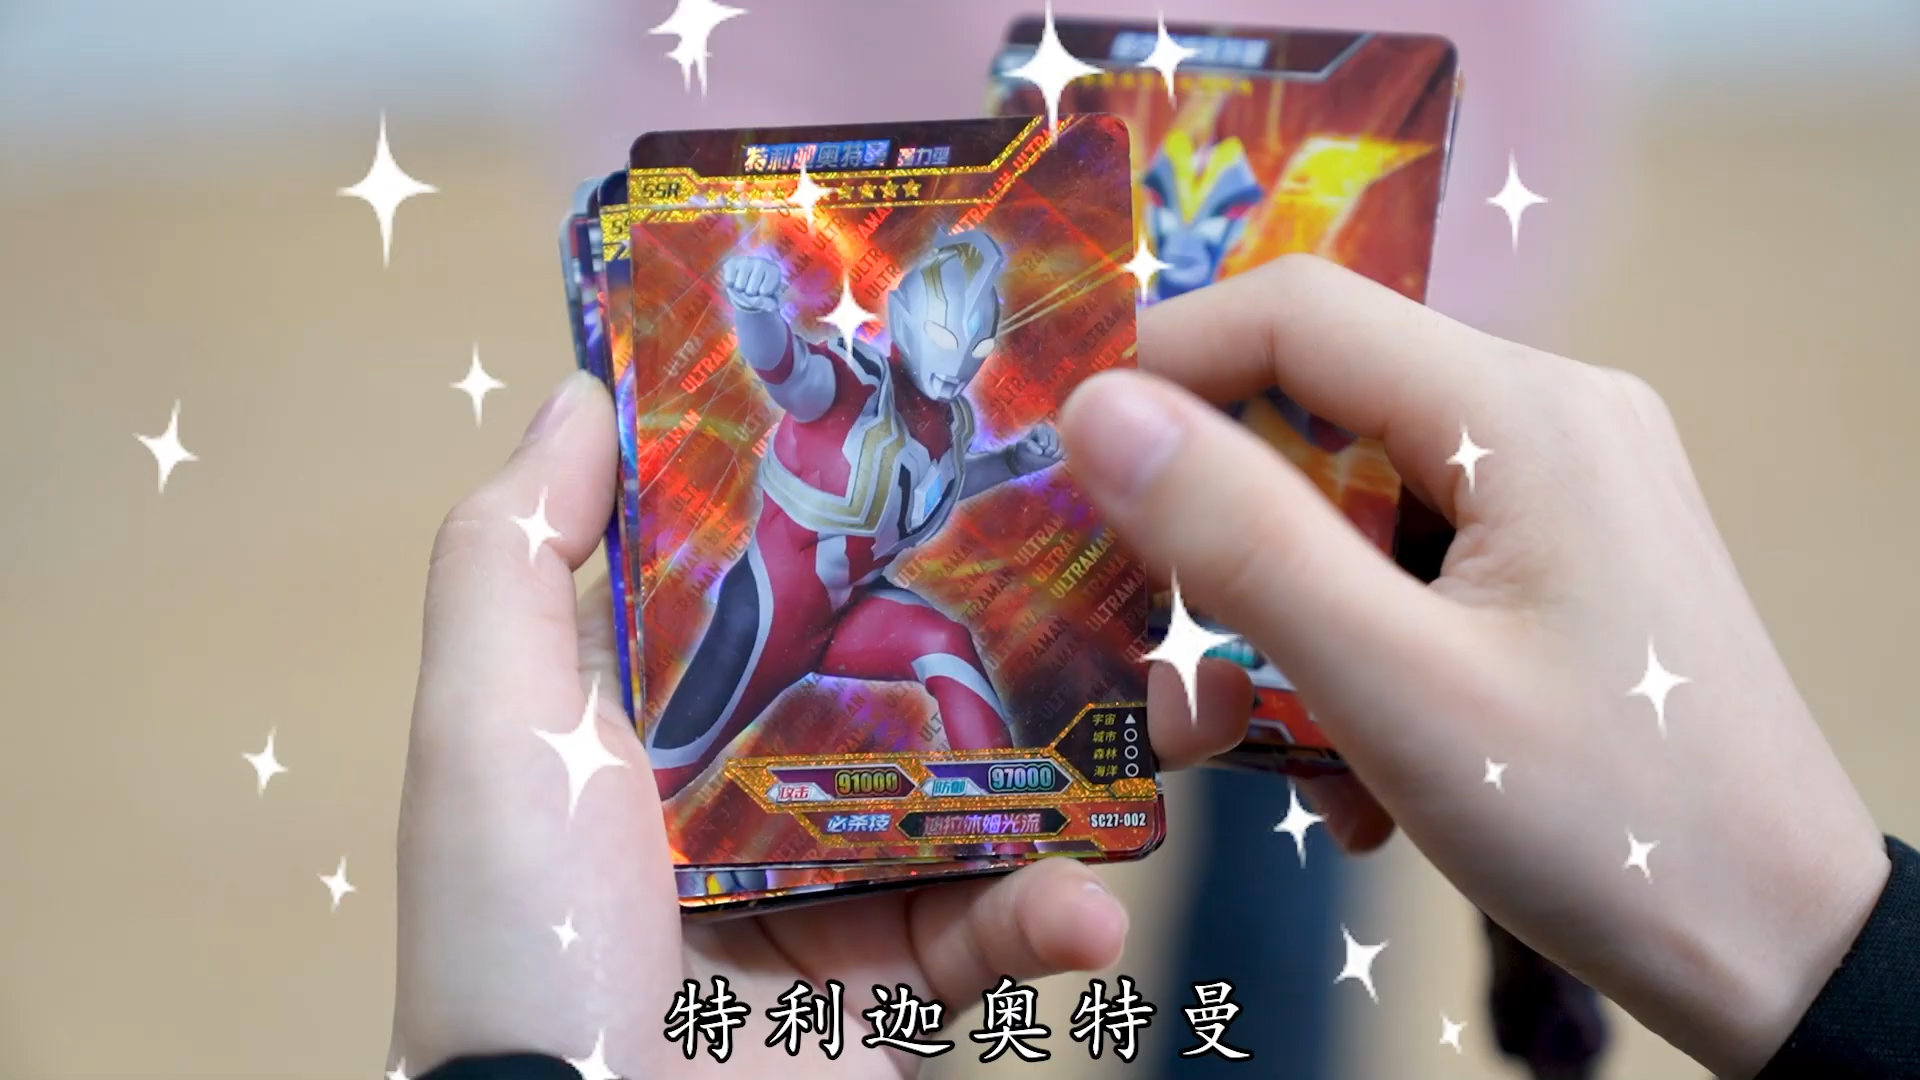 特利迦奥特曼 强力型
SSR
ULTRAMAN
宇宙
城市
森林
海洋
攻击 91000 防御 97000
必杀技 迪拉休姆光流
SC27-002
特利迦奥特曼